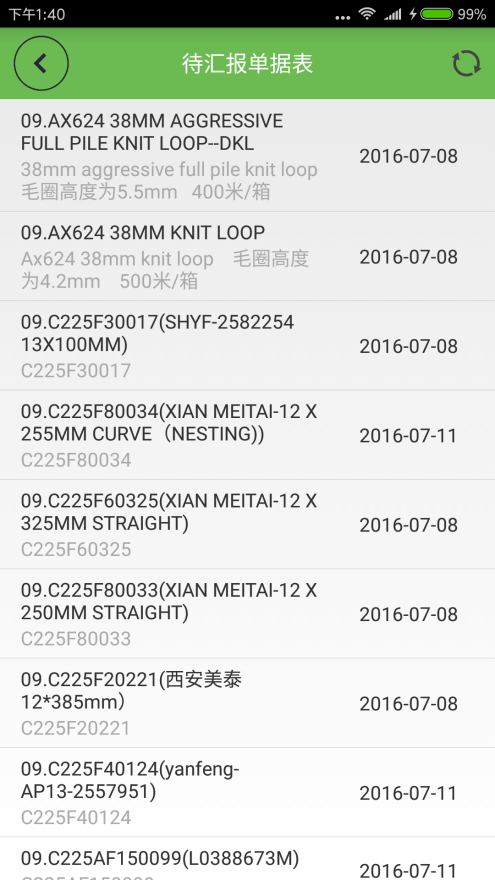 下午1:40
99%
待汇报单据表
09.AX624 38MM AGGRESSIVE
FULL PILE KNIT LOOP--DKL
38mm aggressive full pile knit loop
毛圈高度为5.5mm 400米/箱
2016-07-08
09.AX624 38MM KNIT LOOP
Ax624 38mm knit loop 毛圈高度
为4.2mm 500米/箱
2016-07-08
09.C225F30017(SHYF-2582254
13X100MM)
C225F30017
2016-07-08
09.C225F80034(XIAN MEITAI-12 X
255MM CURVE（NESTING))
C225F80034
2016-07-11
09.C225F60325(XIAN MEITAI-12 X
325MM STRAIGHT)
C225F60325
2016-07-08
09.C225F80033(XIAN MEITAI-12 X
250MM STRAIGHT)
C225F80033
2016-07-08
09.C225F20221(西安美泰
12*385mm）
C225F20221
2016-07-08
09.C225F40124(yanfeng-
AP13-2557951)
C225F40124
2016-07-11
09.C225AF150099(L0388673M)
2016-07-11